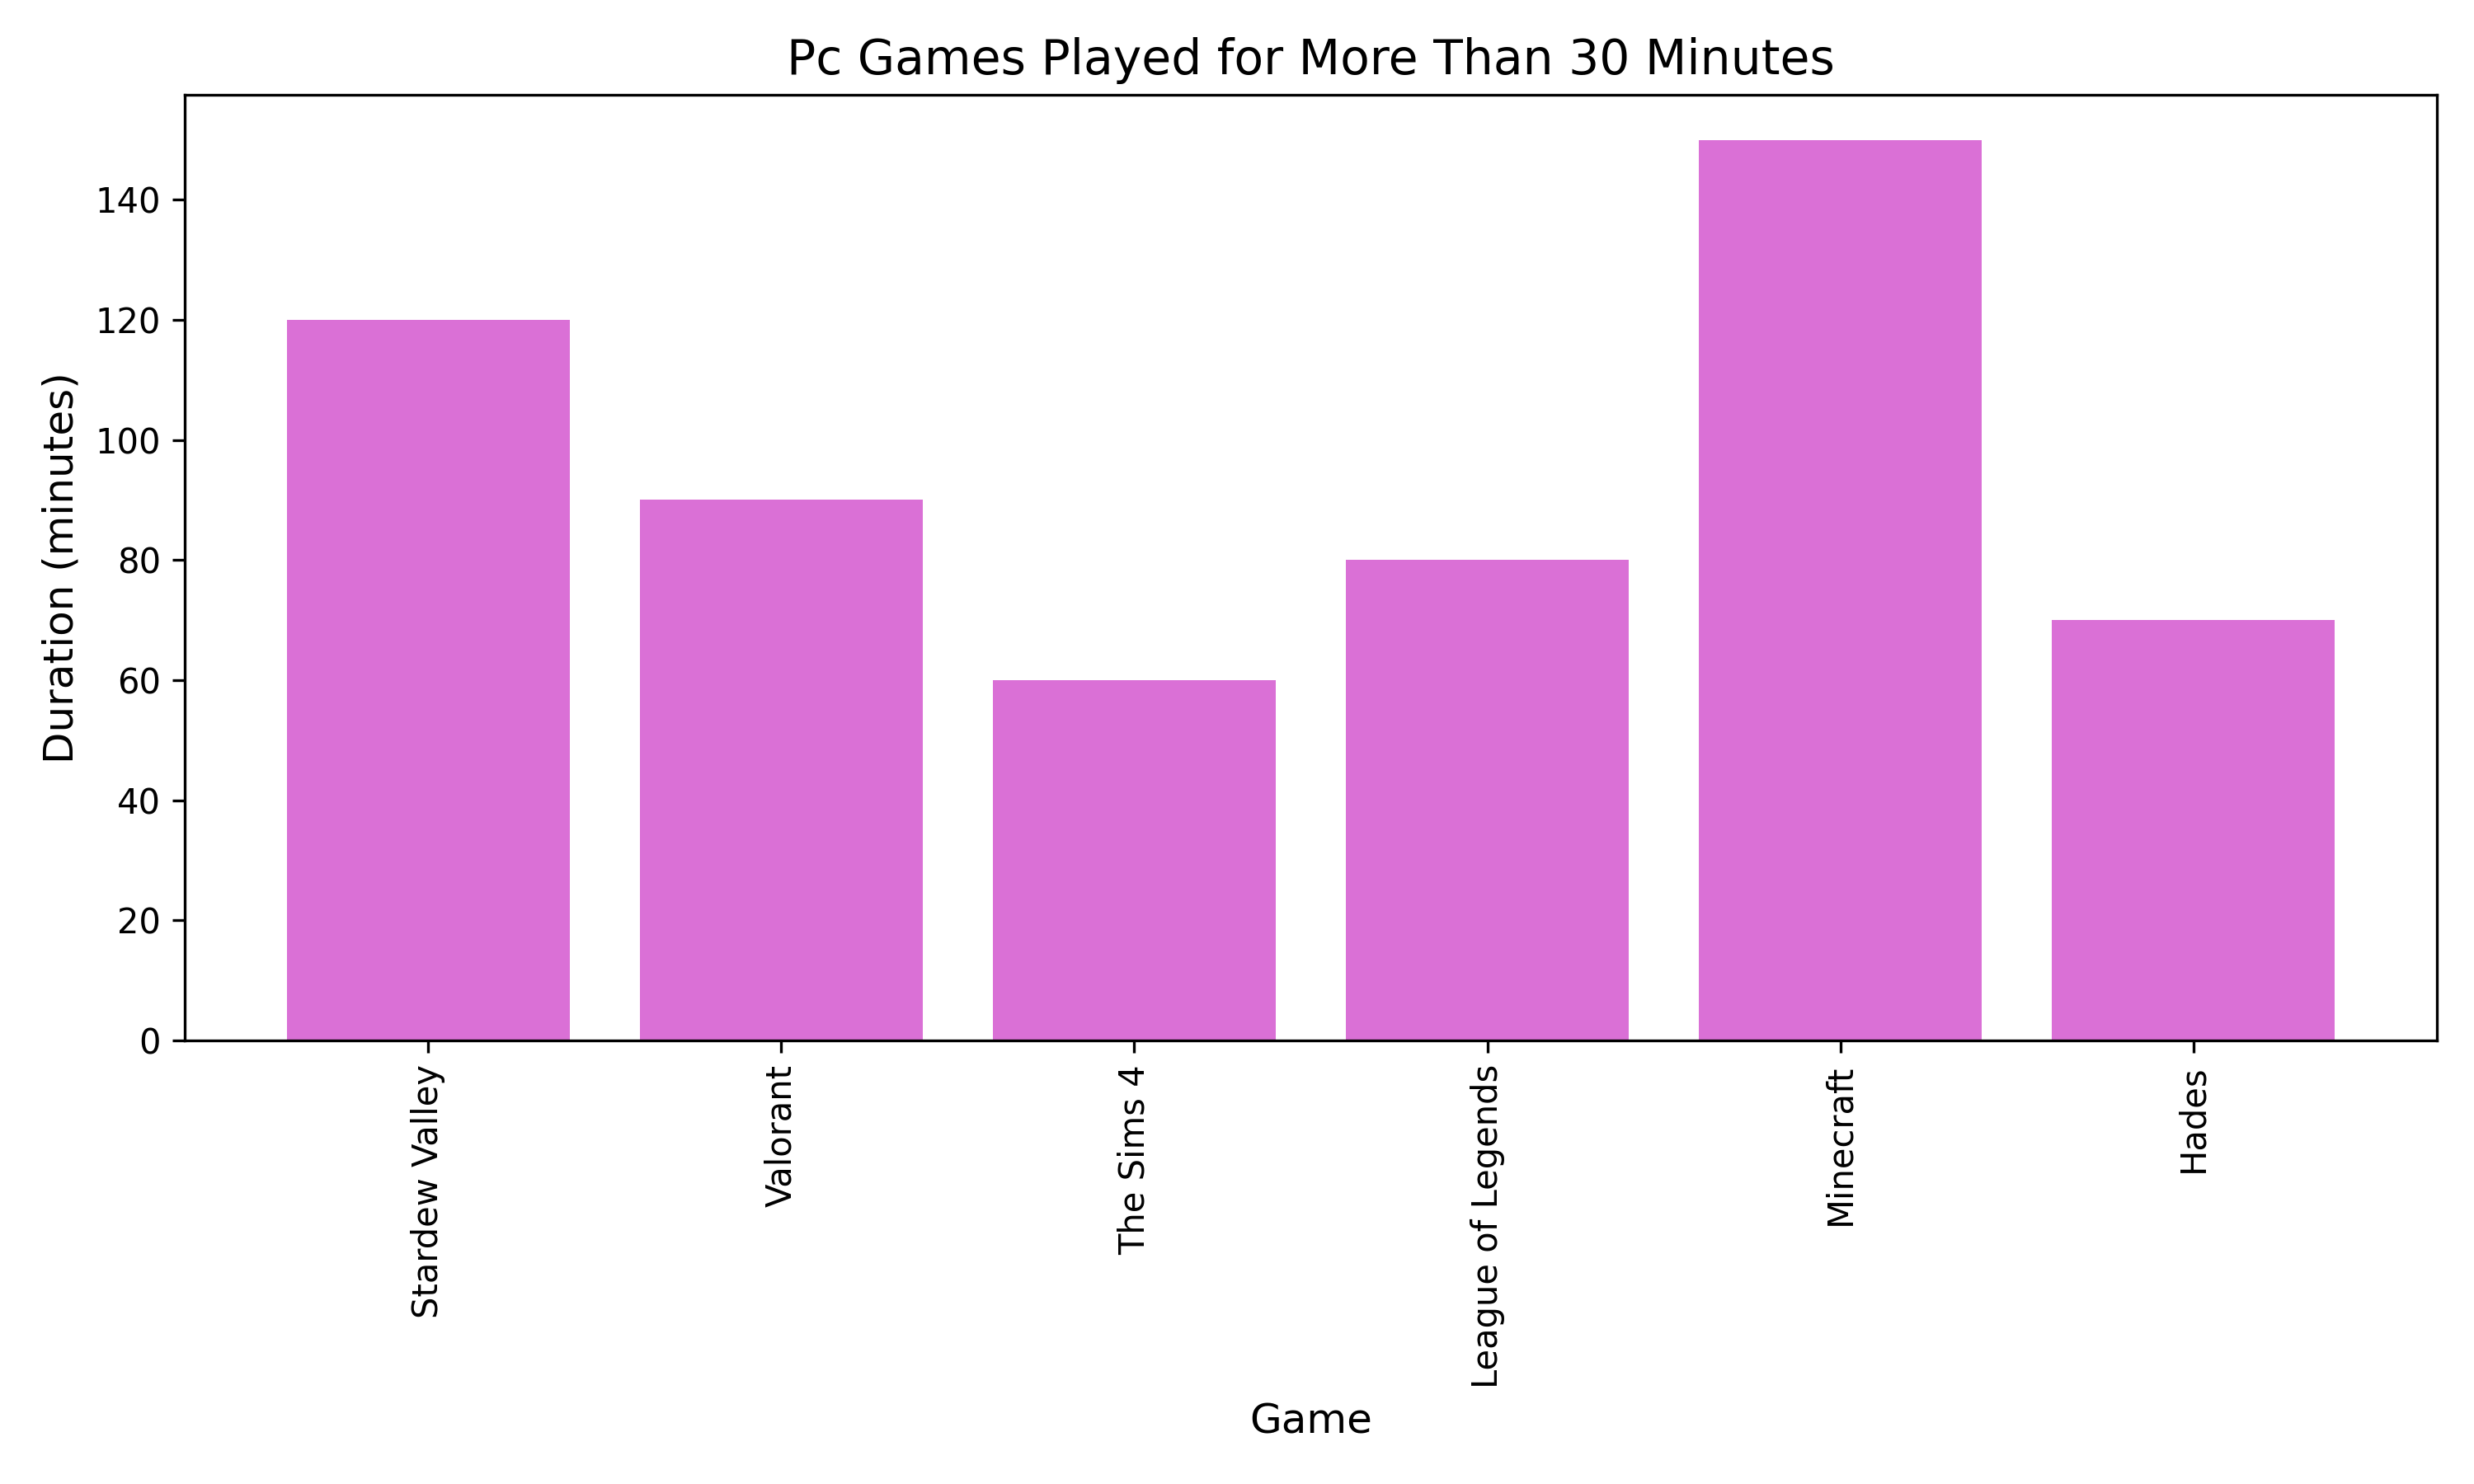 Pc Games Played for More Than 30 Minutes
Duration (minutes)
140
120
100
80
60
40
20
0
Stardew Valley
Valorant
The Sims 4
League of Legends
Minecraft
Hades
Game